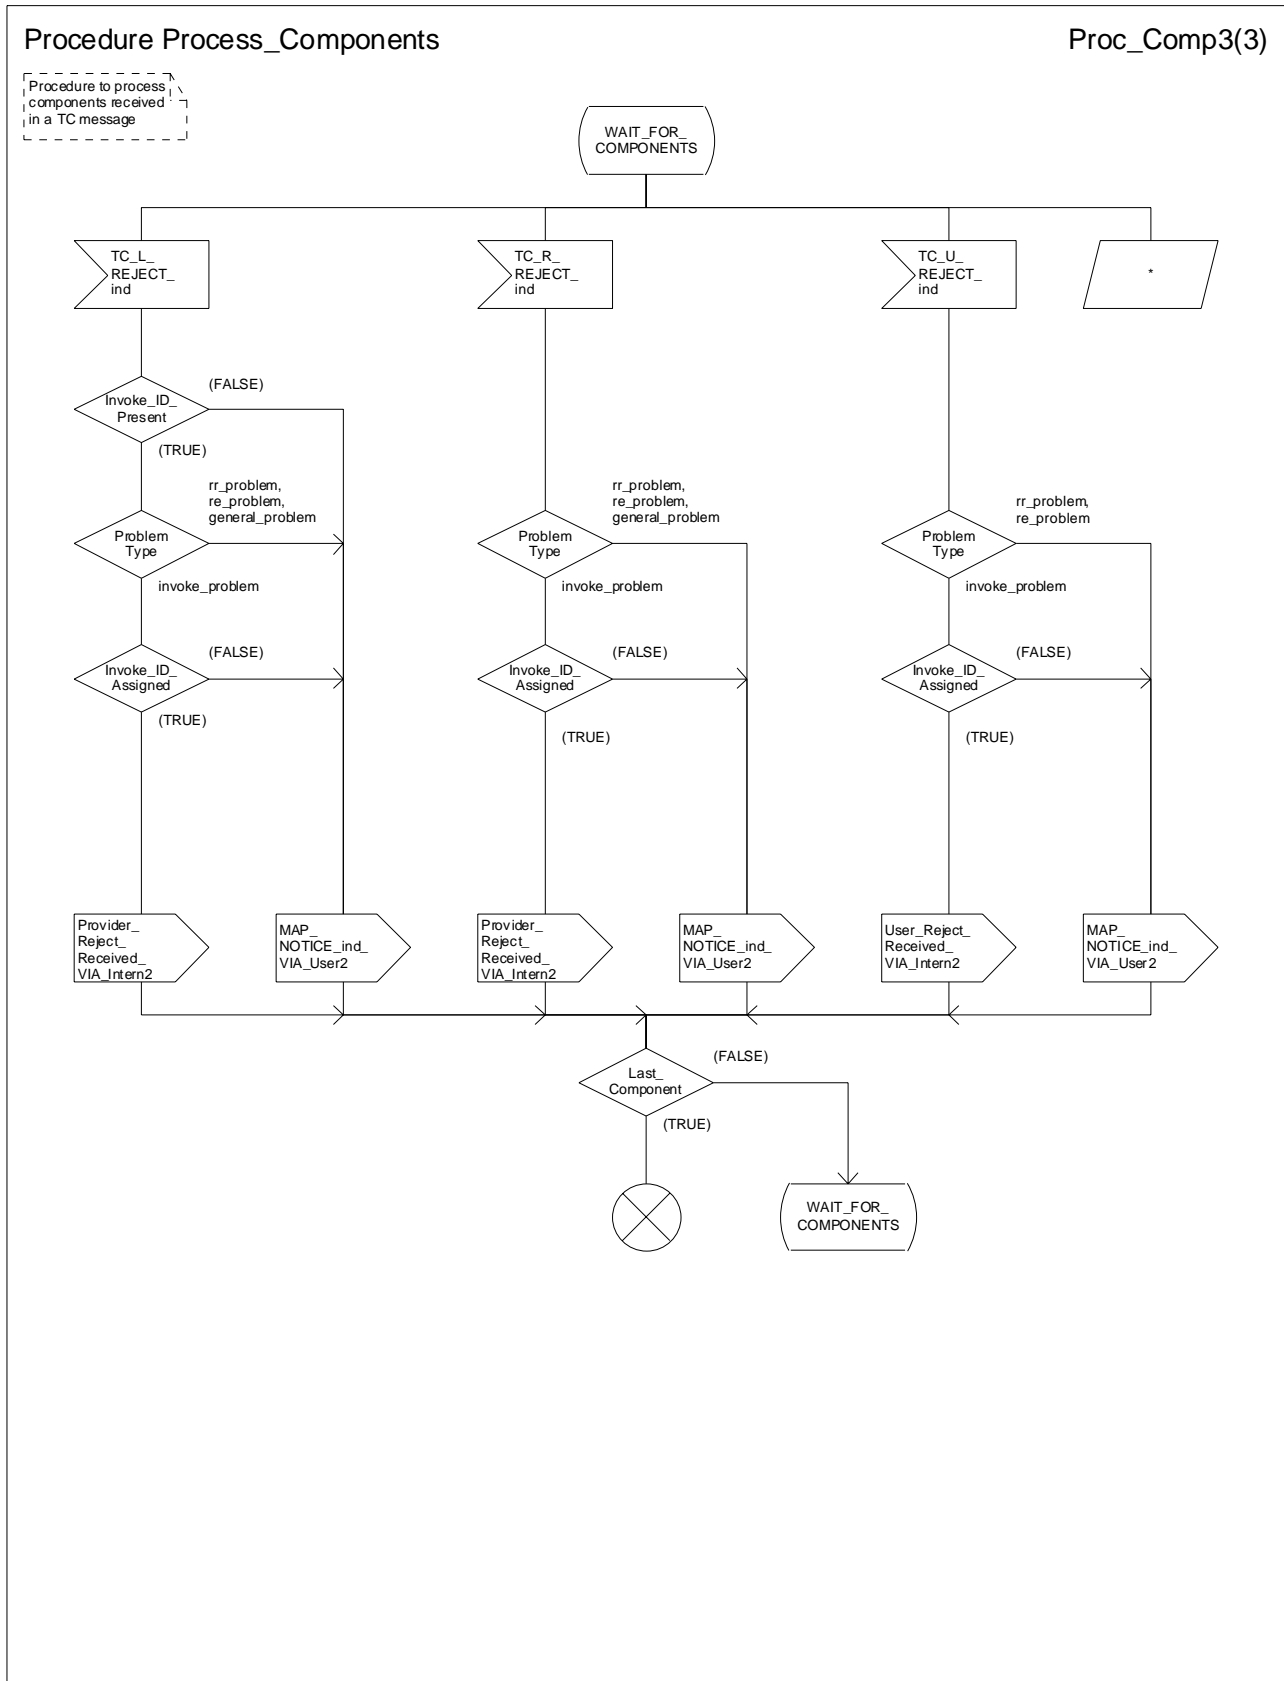 Procedure Process_Components
Proc_Comp3(3)
Procedure to process
components received
in a TC message
WAIT_FOR_
COMPONENTS
TC_L_
REJECT_
ind
TC_R_
REJECT_
ind
TC_U_
REJECT_
ind
*
Invoke_ID_
Present
(FALSE)
(TRUE)
Problem
Type
rr_problem,
re_problem,
general_problem
invoke_problem
Problem
Type
rr_problem,
re_problem,
general_problem
invoke_problem
Problem
Type
rr_problem,
re_problem
invoke_problem
Invoke_ID_
Assigned
(FALSE)
(TRUE)
Invoke_ID_
Assigned
(FALSE)
(TRUE)
Invoke_ID_
Assigned
(FALSE)
(TRUE)
Provider_
Reject_
Received_
VIA_Intern2
MAP_
NOTICE_ind_
VIA_User2
Provider_
Reject_
Received_
VIA_Intern2
MAP_
NOTICE_ind_
VIA_User2
User_Reject_
Received_
VIA_Intern2
MAP_
NOTICE_ind_
VIA_User2
Last_
Component
(FALSE)
(TRUE)
WAIT_FOR_
COMPONENTS